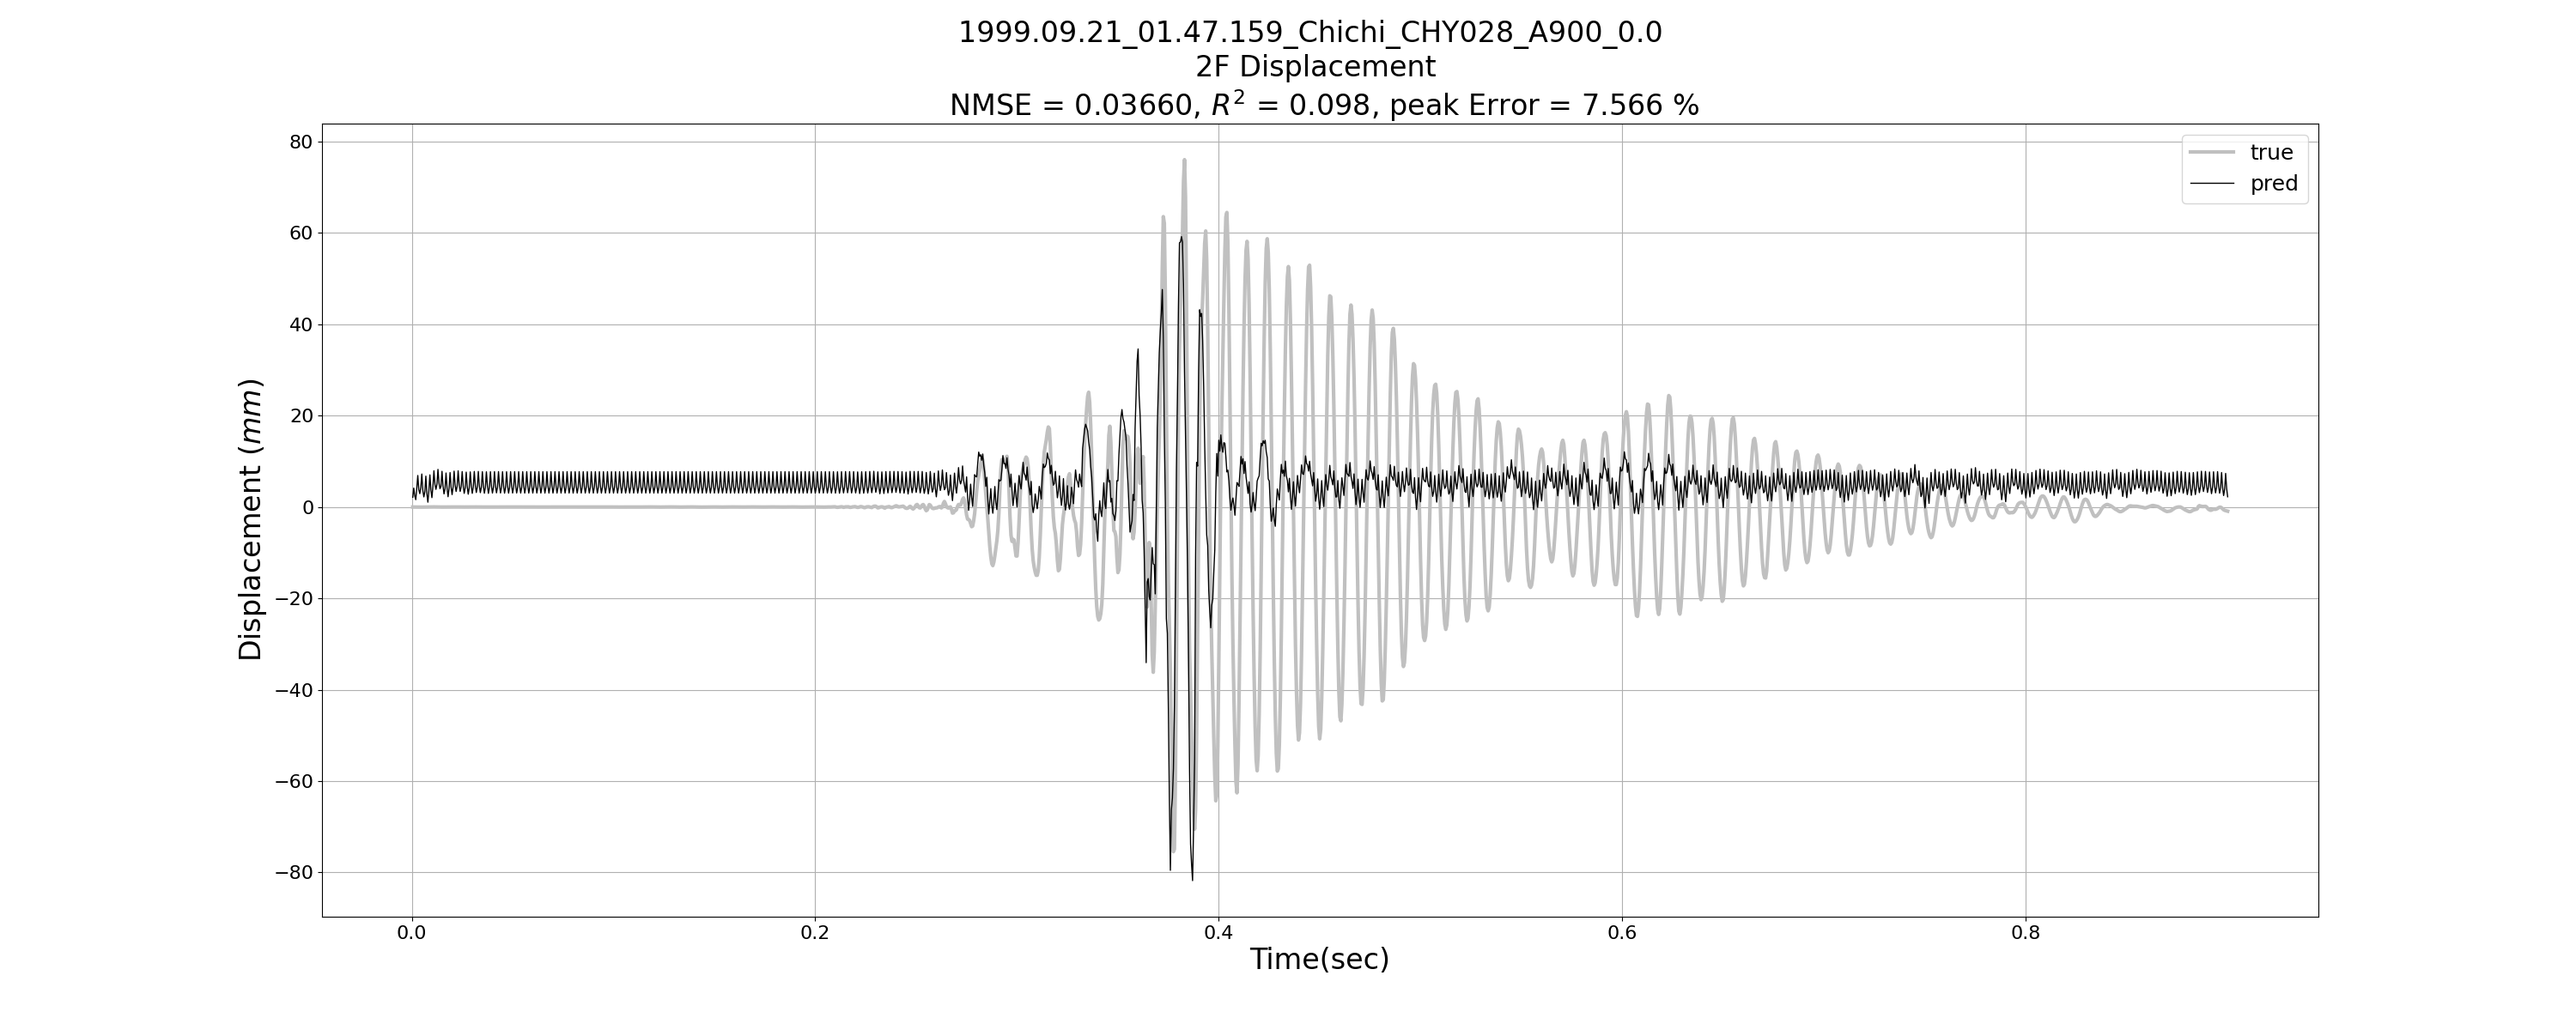 1999.09.21_01.47.159_Chichi_CHY028_A900_0.0
2F Displacement
NMSE = 0.03660, R² = 0.098, peak Error = 7.566 %
true
pred
Displacement (mm)
80
60
40
20
0
−20
−40
−60
−80
0.0 0.2 0.4 0.6 0.8
Time(sec)